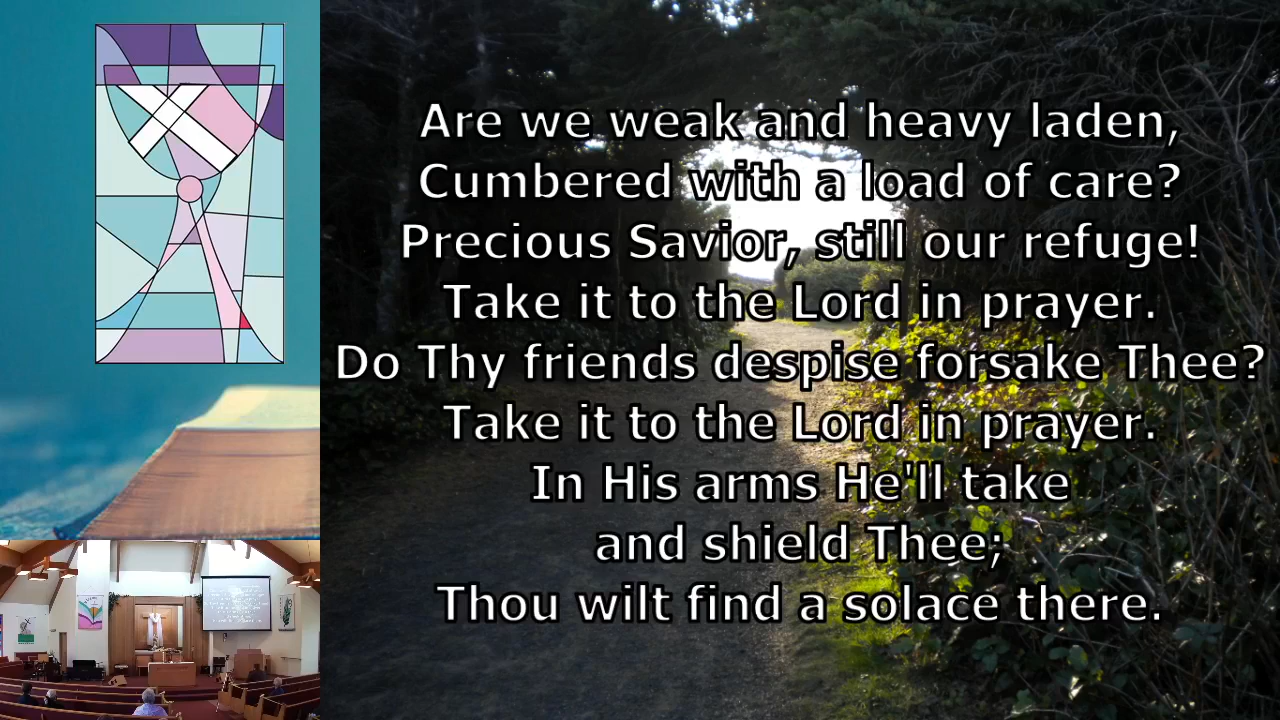 Are we weak and heavy laden,
Cumbered with a load of care?
Precious Savior, still our refuge!
Take it to the Lord in prayer.
Do Thy friends despise forsake Thee?
Take it to the Lord in prayer.
In His arms He'll take
and shield Thee;
Thou wilt find a solace there.